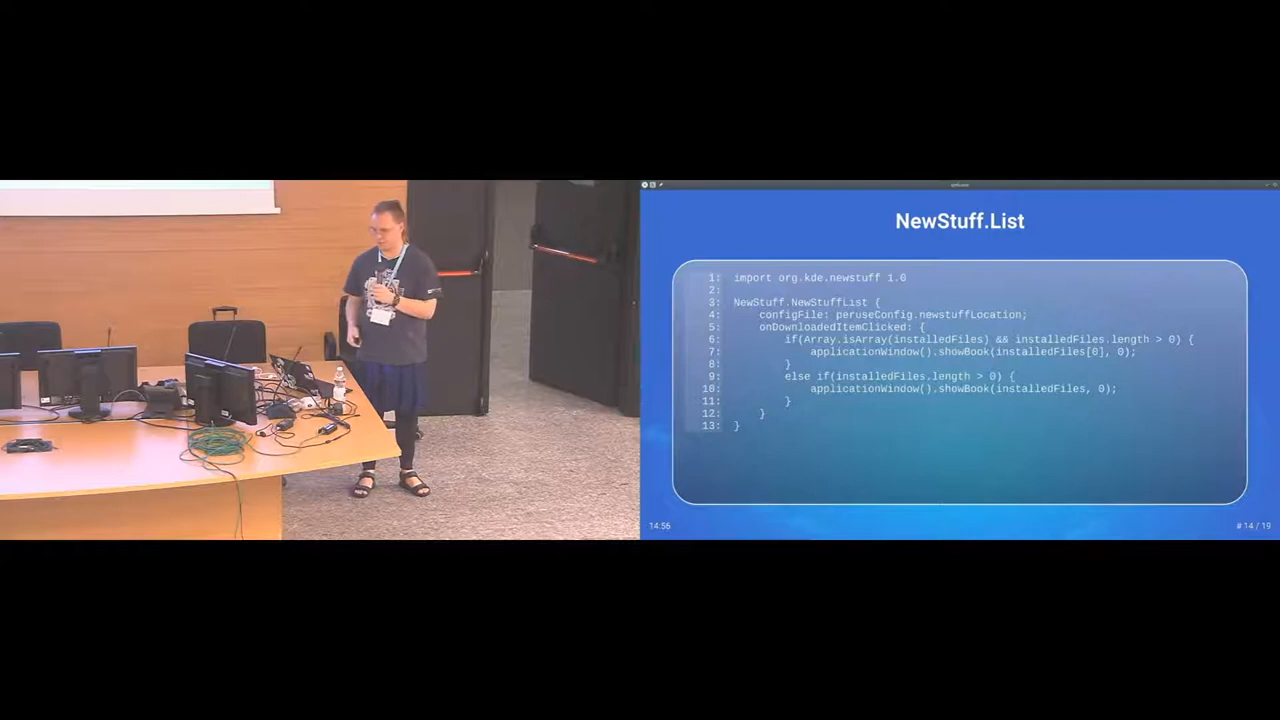 NewStuff.List
1: import org.kde.newstuff 1.0
2:
3: NewStuff.NewStuffList {
4: configFile: peruseConfig.newstuffLocation;
5: onDownloadedItemClicked: {
6: if(Array.isArray(installedFiles) && installedFiles.length > 0) {
7: applicationWindow().showBook(installedFiles[0], 0);
8: }
9: else if(installedFiles.length > 0) {
10: applicationWindow().showBook(installedFiles, 0);
11: }
12: }
13: }
14:56
# 14 / 19